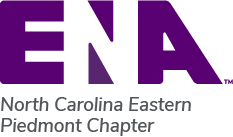 ENA™
North Carolina Eastern
Piedmont Chapter